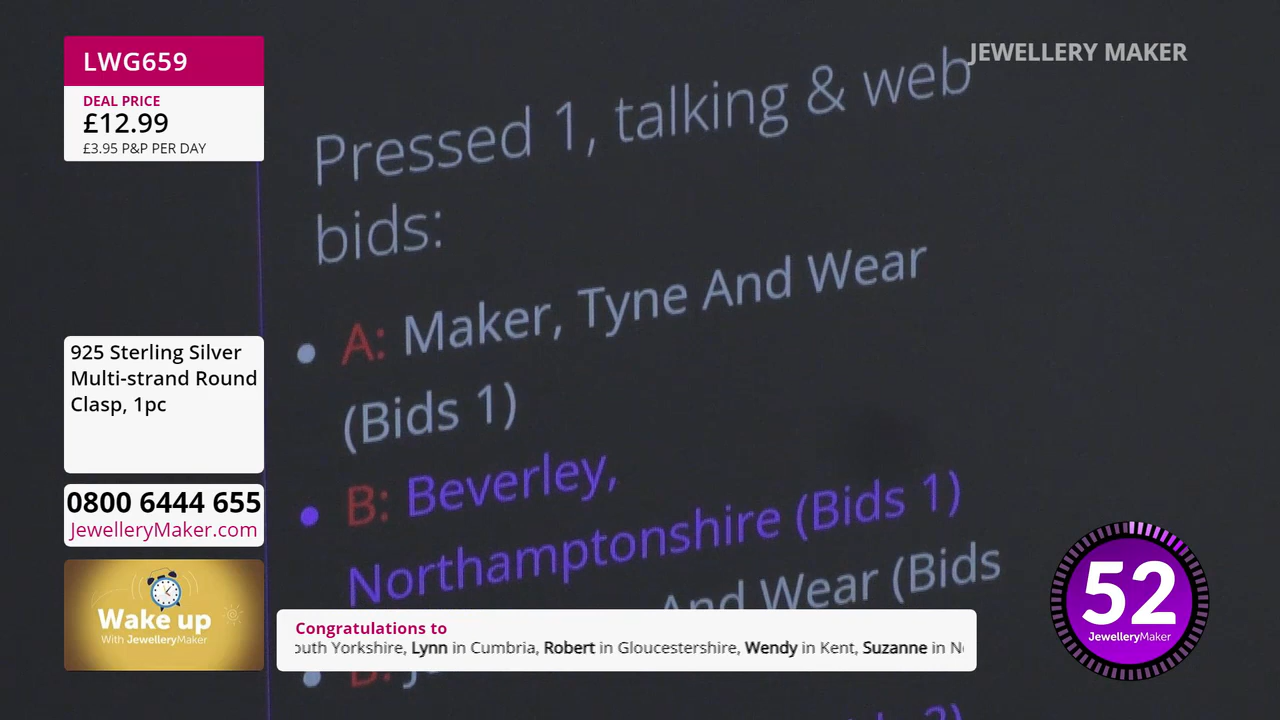 LWG659
DEAL PRICE
£12.99
£3.95 P&P PER DAY
JEWELLERY MAKER
Pressed 1, talking & web
bids:
• A: Maker, Tyne And Wear
(Bids 1)
• B: Beverley,
Northamptonshire (Bids 1)
And Wear (Bids
925 Sterling Silver
Multi-strand Round
Clasp, 1pc
0800 6444 655
JewelleryMaker.com
Wake up
With JewelleryMaker
Congratulations to
outh Yorkshire, Lynn in Cumbria, Robert in Gloucestershire, Wendy in Kent, Suzanne in N
52
JewelleryMaker